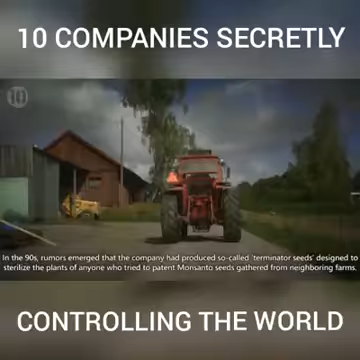 10 COMPANIES SECRETLY
10
In the 90s, rumors emerged that the company had produced so-called 'terminator seeds' designed to
sterilize the plants of anyone who tried to patent Monsanto seeds gathered from neighboring farms.
CONTROLLING THE WORLD